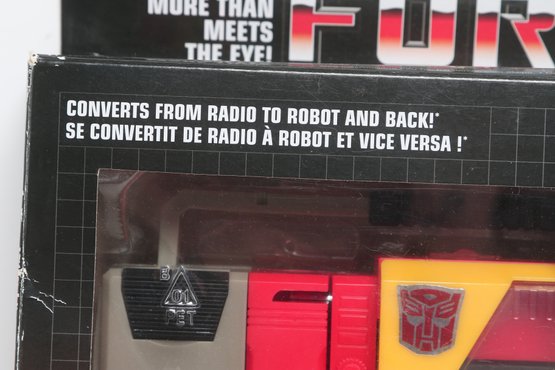 MORE THAN
MEETS
THE EYE!
FOR
CONVERTS FROM RADIO TO ROBOT AND BACK!*
SE CONVERTIT DE RADIO À ROBOT ET VICE VERSA !*
01
PET